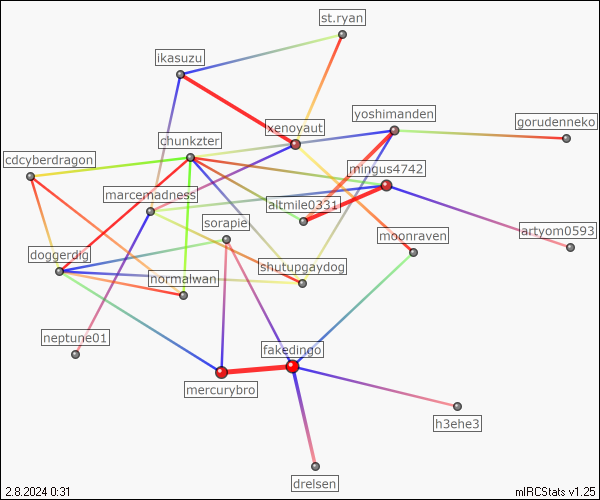 st.ryan
ikasuzu
yoshimanden
xenoyaut
gorudenneko
chunkzter
cdcyberdragon
mingus4742
marcemadness
altmile0331
sorapie
artyom0593
moonraven
doggerdig
shutupgaydog
normalwan
neptune01
fakedingo
mercurybro
h3ehe3
drelsen
2.8.2024 0:31
mIRCStats v1.25